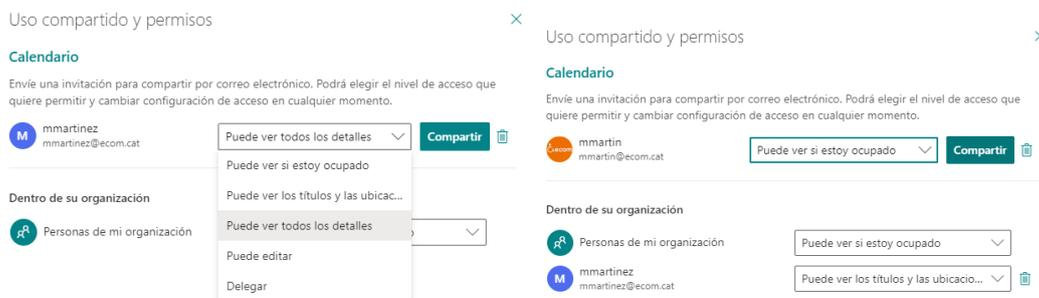 Uso compartido y permisos
Calendario
Envíe una invitación para compartir por correo electrónico. Podrá elegir el nivel de acceso que
quiere permitir y cambiar configuración de acceso en cualquier momento.
M
mmartinez
mmartinez@ecom.cat
Puede ver todos los detalles
Compartir
Puede ver si estoy ocupado
Puede ver los títulos y las ubicac...
Puede ver todos los detalles
Puede editar
Delegar
Dentro de su organización
Personas de mi organización
Uso compartido y permisos
Calendario
Envíe una invitación para compartir por correo electrónico. Podrá elegir el nivel de acceso que
quiere permitir y cambiar configuración de acceso en cualquier momento.
ecom
mmartin
mmartin@ecom.cat
Puede ver si estoy ocupado
Compartir
Dentro de su organización
Personas de mi organización
Puede ver si estoy ocupado
M
mmartinez
mmartinez@ecom.cat
Puede ver los títulos y las ubicacio...